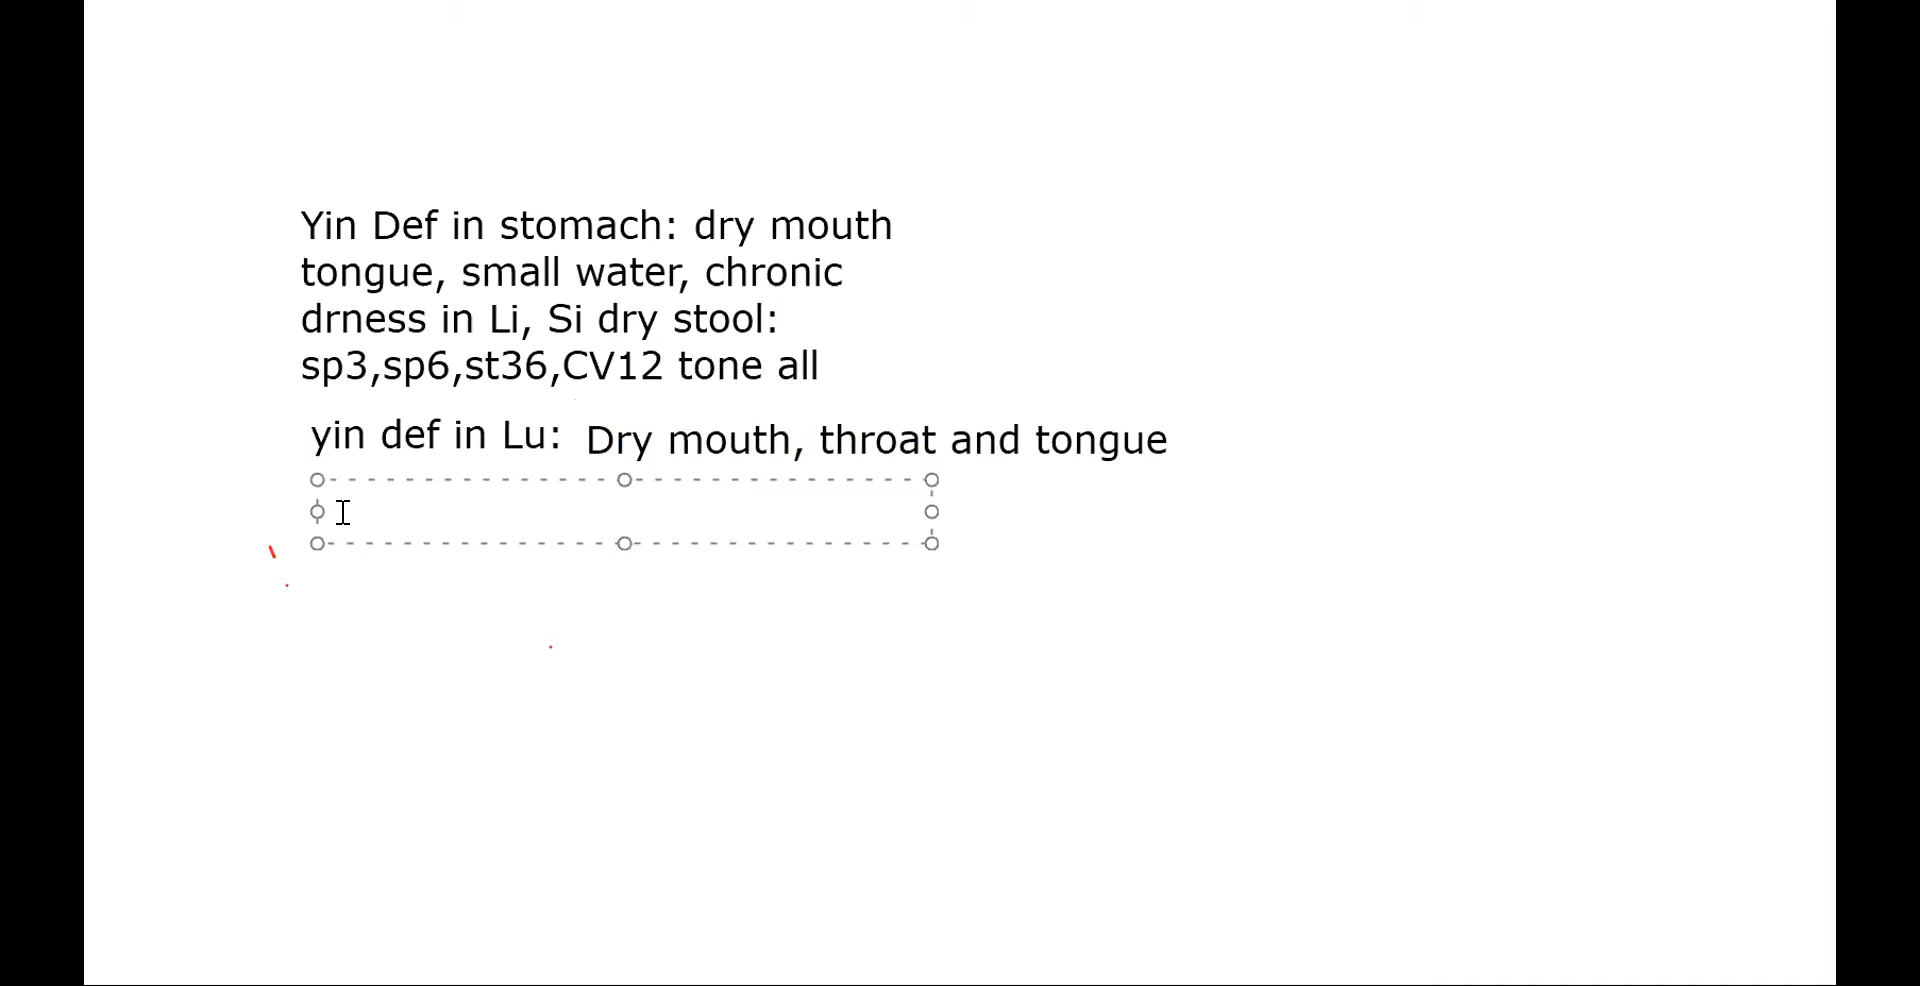 Yin Def in stomach: dry mouth
tongue, small water, chronic
drness in Li, Si dry stool:
sp3,sp6,st36,CV12 tone all
yin def in Lu: Dry mouth, throat and tongue